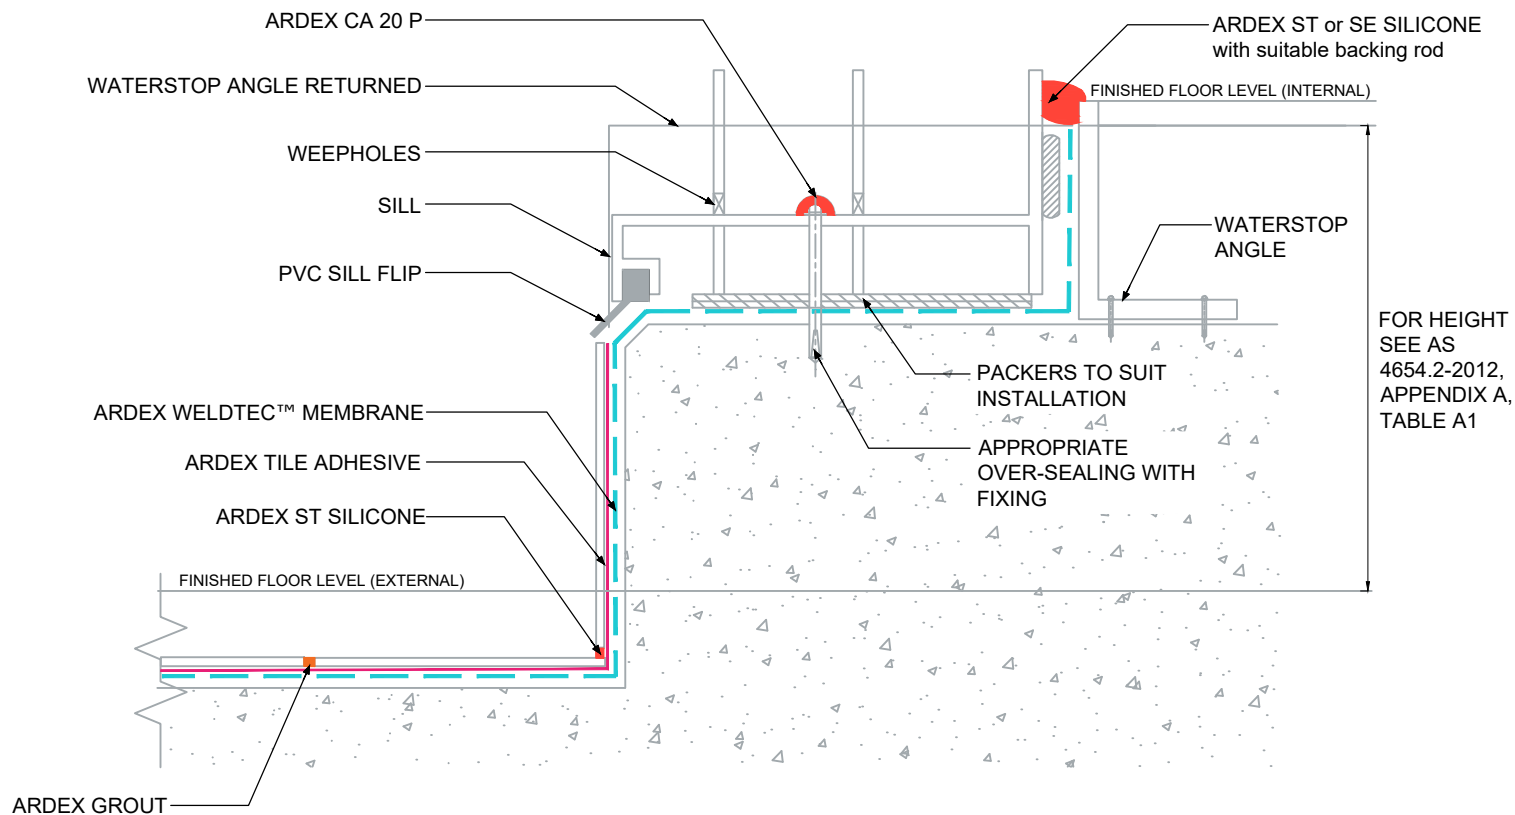 ARDEX CA 20 P
ARDEX ST or SE SILICONE
with suitable backing rod
WATERSTOP ANGLE RETURNED
FINISHED FLOOR LEVEL (INTERNAL)
WEEPHOLES
SILL
WATERSTOP
ANGLE
PVC SILL FLIP
FOR HEIGHT
SEE AS
4654.2-2012,
APPENDIX A,
TABLE A1
PACKERS TO SUIT
INSTALLATION
ARDEX WELDTEC™ MEMBRANE
APPROPRIATE
OVER-SEALING WITH
FIXING
ARDEX TILE ADHESIVE
ARDEX ST SILICONE
FINISHED FLOOR LEVEL (EXTERNAL)
ARDEX GROUT